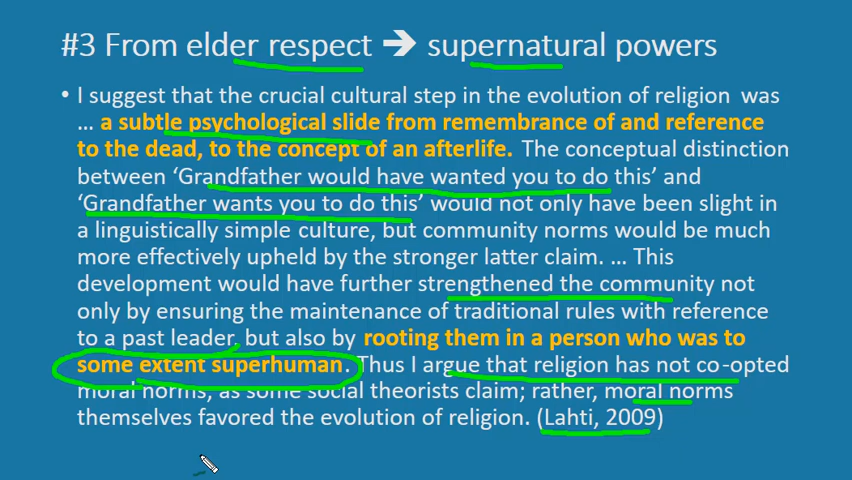 #3 From elder respect ➔ supernatural powers
• I suggest that the crucial cultural step in the evolution of religion was
… a subtle psychological slide from remembrance of and reference
to the dead, to the concept of an afterlife. The conceptual distinction
between ‘Grandfather would have wanted you to do this’ and
‘Grandfather wants you to do this’ would not only have been slight in
a linguistically simple culture, but community norms would be much
more effectively upheld by the stronger latter claim. … This
development would have further strengthened the community not
only by ensuring the maintenance of traditional rules with reference
to a past leader, but also by rooting them in a person who was to
some extent superhuman. Thus I argue that religion has not co-opted
moral norms, as some social theorists claim; rather, moral norms
themselves favored the evolution of religion. (Lahti, 2009)